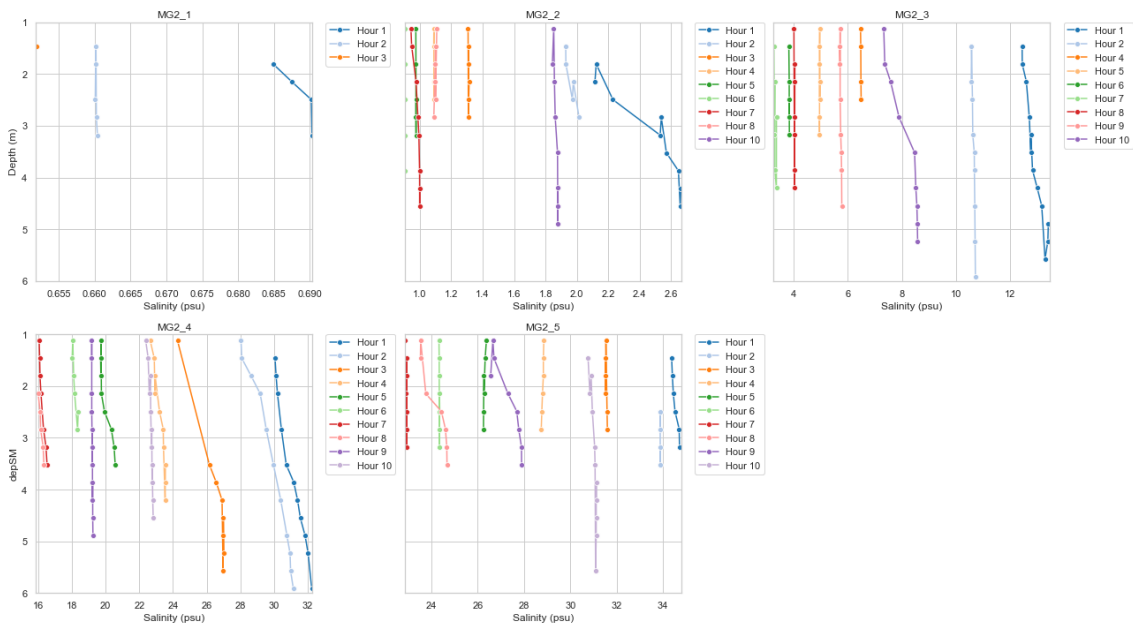 MG2_1
1
2
3
4
5
6
Depth (m)
0.655 0.660 0.665 0.670 0.675 0.680 0.685 0.690
Salinity (psu)
Hour 1
Hour 2
Hour 3
MG2_2
1.0 1.2 1.4 1.6 1.8 2.0 2.2 2.4 2.6
Salinity (psu)
Hour 1
Hour 2
Hour 3
Hour 4
Hour 5
Hour 6
Hour 7
Hour 8
Hour 10
MG2_3
4 6 8 10 12
Salinity (psu)
Hour 1
Hour 2
Hour 4
Hour 5
Hour 6
Hour 7
Hour 8
Hour 9
Hour 10
MG2_4
1
2
3
4
5
6
depSM
16 18 20 22 24 26 28 30 32
Salinity (psu)
Hour 1
Hour 2
Hour 3
Hour 4
Hour 5
Hour 6
Hour 7
Hour 8
Hour 9
Hour 10
MG2_5
24 26 28 30 32 34
Salinity (psu)
Hour 1
Hour 2
Hour 3
Hour 4
Hour 5
Hour 6
Hour 7
Hour 8
Hour 9
Hour 10